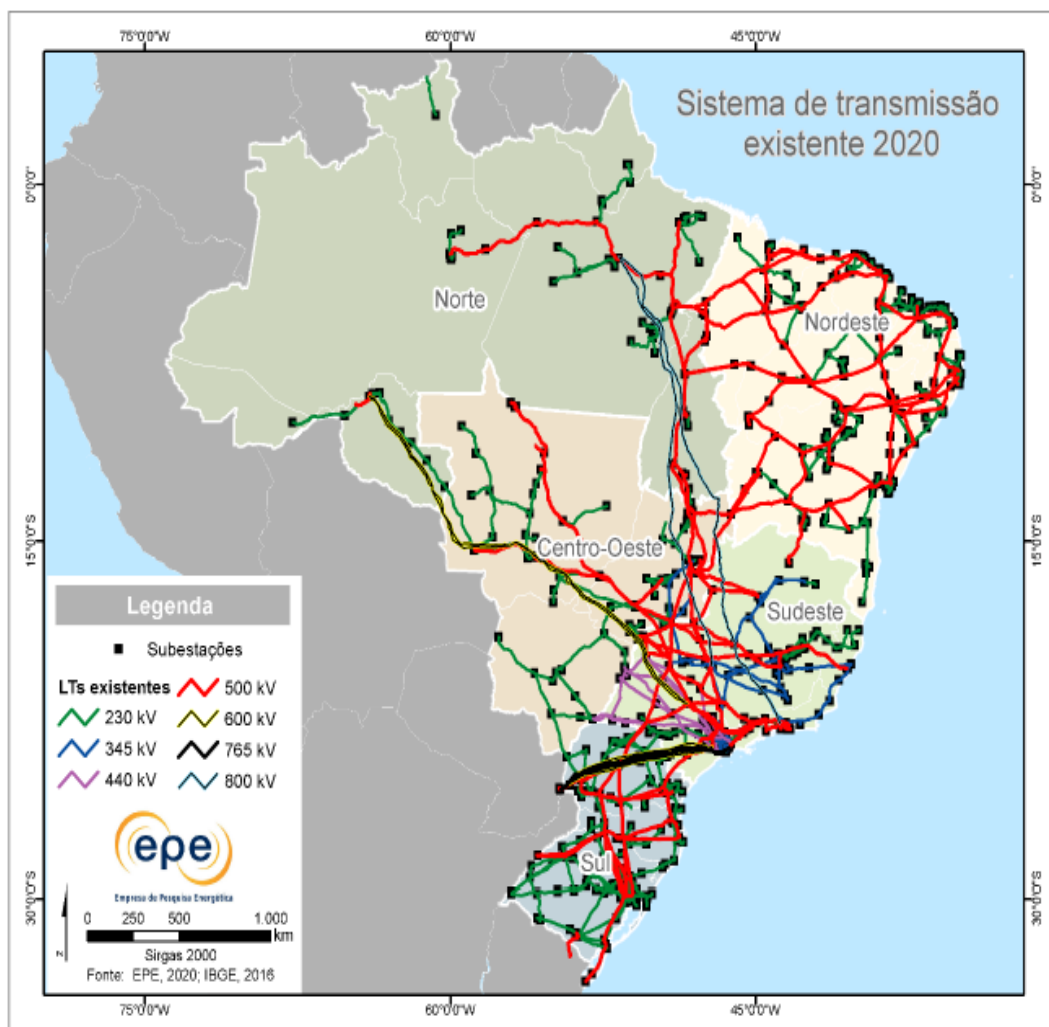 75°0'0"W
60°0'0"W
45°0'0"W
Sistema de transmissão
existente 2020
0°0'0"
0°0'0"
Norte
Nordeste
15°0'0"S
15°0'0"S
Centro-Oeste
Sudeste
Legenda
Subestações
LTs existentes
500 kV
230 kV
600 kV
345 kV
765 kV
440 kV
800 kV
epe
Empresa de Pesquisa Energética
Sul
30°0'0"S
30°0'0"S
0
250
500
1.000
km
z
Sirgas 2000
Fonte: EPE, 2020; IBGE, 2016
75°0'0"W
60°0'0"W
45°0'0"W